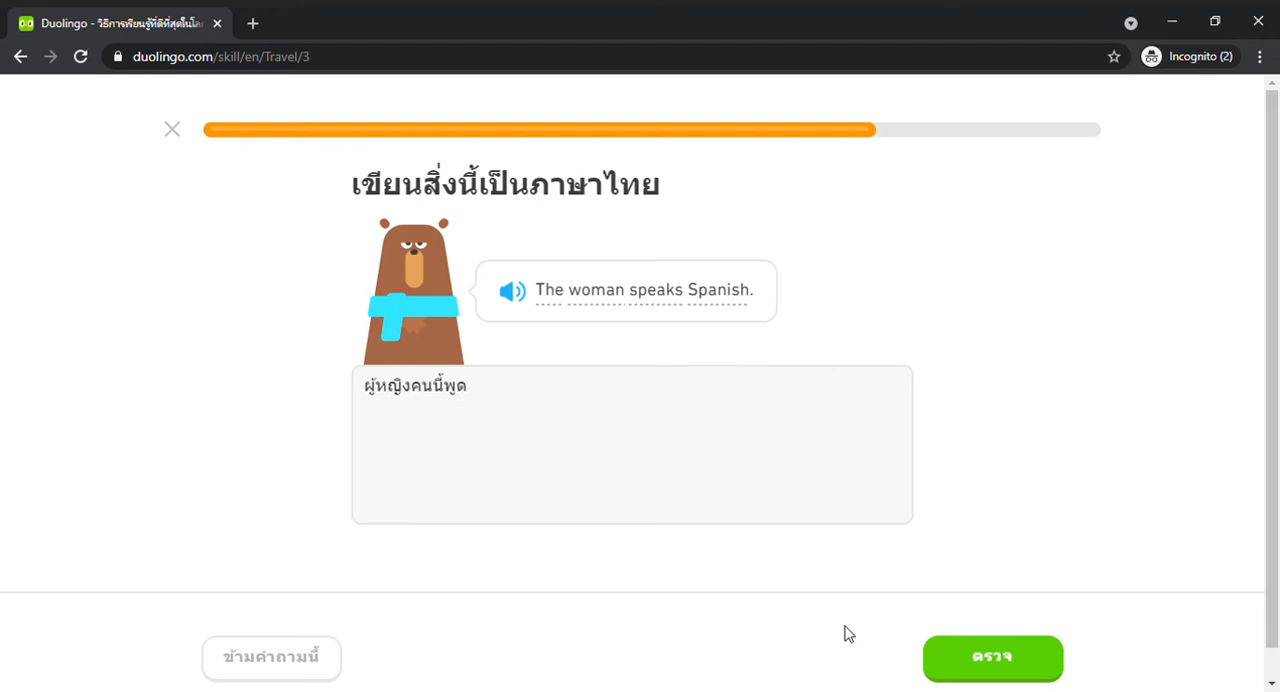 Duolingo - วิธีการเรียนรู้ที่ดีที่สุดในโล
duolingo.com/skill/en/Travel/3
Incognito (2)
เขียนสิ่งนี้เป็นภาษาไทย
The woman speaks Spanish.
ผู้หญิงคนนี้พูด
ข้ามคำถามนี้
ตรวจ